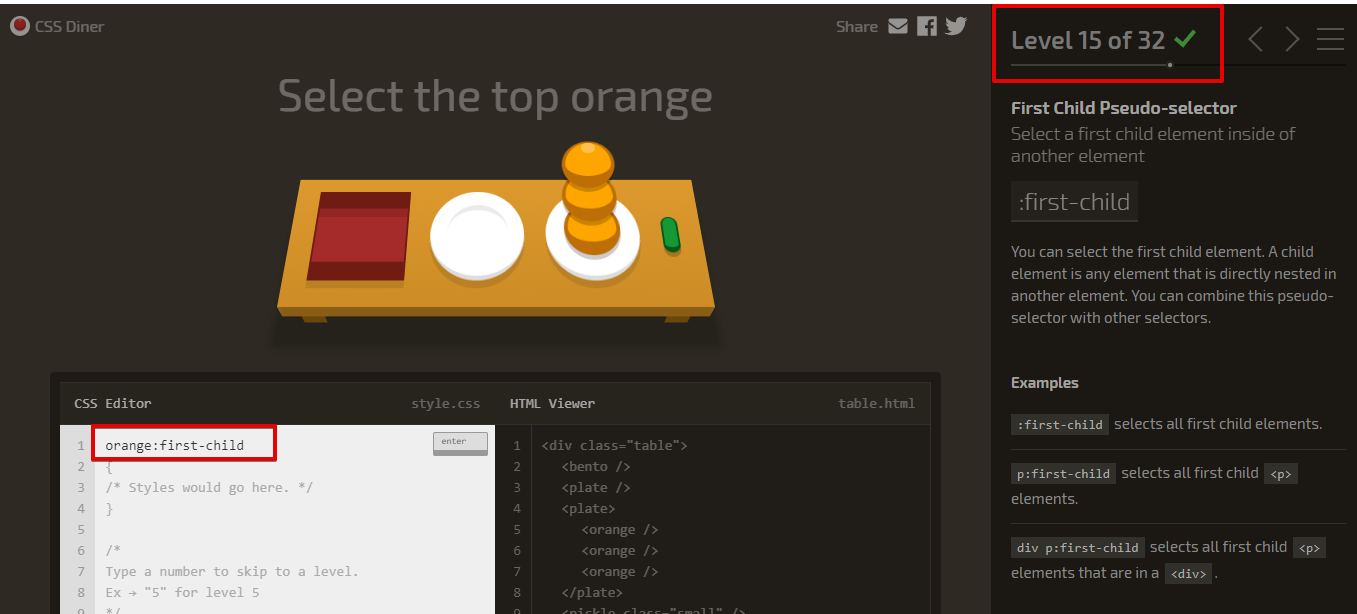 CSS Diner
Share
Select the top orange
CSS Editor
style.css
HTML Viewer
table.html
1 orange:first-child
enter
2 {
3 /* Styles would go here. */
4 }
5
6 /*
7 Type a number to skip to a level.
8 Ex → "5" for level 5
9 */
1 <div class="table">
2 <bento />
3 <plate />
4 <plate>
5 <orange />
6 <orange />
7 <orange />
8 </plate>
9 <pickle class="small" />
Level 15 of 32
First Child Pseudo-selector
Select a first child element inside of
another element
:first-child
You can select the first child element. A child
element is any element that is directly nested in
another element. You can combine this pseudo-
selector with other selectors.
Examples
:first-child selects all first child elements.
p:first-child selects all first child <p>
elements.
div p:first-child selects all first child <p>
elements that are in a <div> .